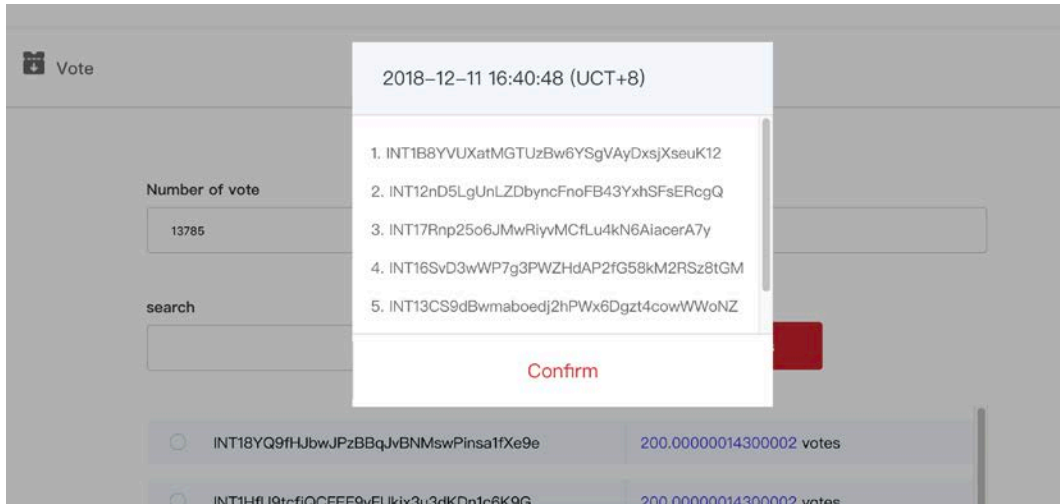 Vote
2018-12-11 16:40:48 (UCT+8)
1. INT1B8YVUXatMGTUzBw6YSgVAyDxsjXseuK12
2. INT12nD5LgUnLZDbyncFnoFB43YxhSFsERcgQ
3. INT17Rnp25o6JMwRiyvMCfLu4kN6AiacerA7y
4. INT16SvD3wWP7g3PWZHdAP2fG58kM2RSz8tGM
5. INT13CS9dBwmaboedj2hPWx6Dgzt4cowWWoNZ
Confirm
Number of vote
13785
search
INT18YQ9fHJbwJPzBBqJvBNMswPinsa1fXe9e 200.00000014300002 votes
200.00000014300002 votes